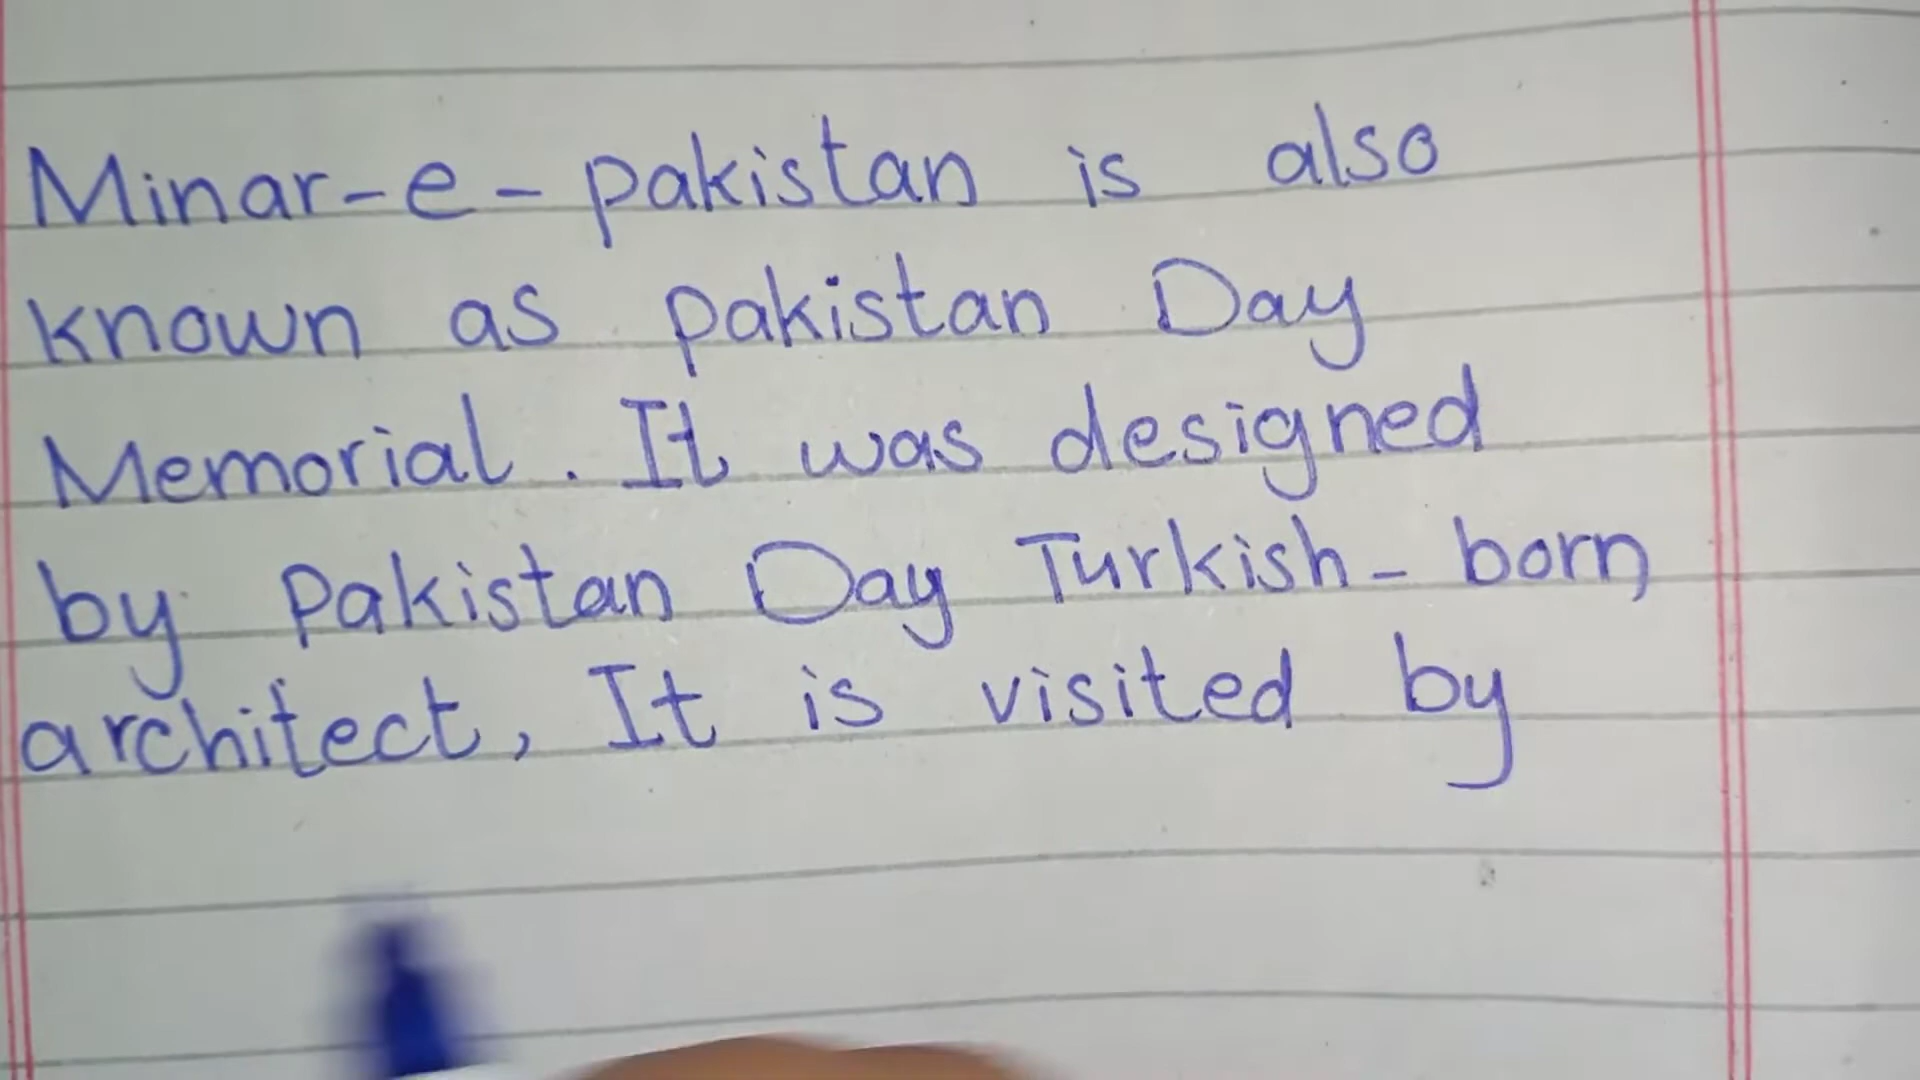 Minar-e-pakistan is also
known as pakistan Day
Memorial. It was designed
by Pakistan Day Turkish-born
architect, It is visited by